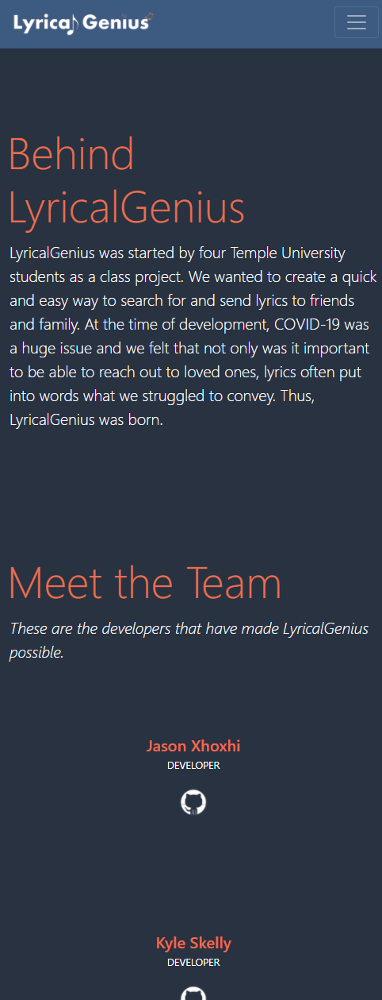 Lyrical Genius
Behind
LyricalGenius
LyricalGenius was started by four Temple University
students as a class project. We wanted to create a quick
and easy way to search for and send lyrics to friends
and family. At the time of development, COVID-19 was
a huge issue and we felt that not only was it important
to be able to reach out to loved ones, lyrics often put
into words what we struggled to convey. Thus,
LyricalGenius was born.
Meet the Team
These are the developers that have made LyricalGenius
possible.
Jason Xhoxhi
DEVELOPER
Kyle Skelly
DEVELOPER